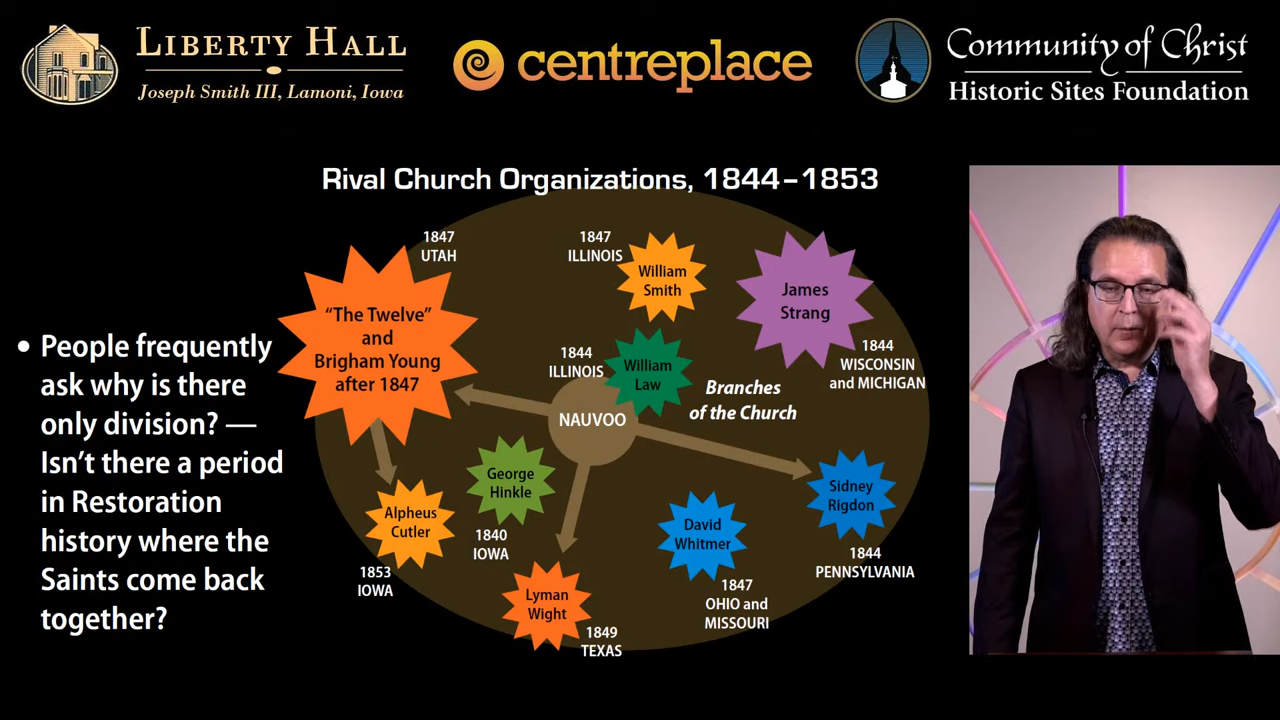 LIBERTY HALL
Joseph Smith III, Lamoni, Iowa
centreplace
Community of Christ
Historic Sites Foundation
Rival Church Organizations, 1844–1853
• People frequently
ask why is there
only division? —
Isn’t there a period
in Restoration
history where the
Saints come back
together?
1847
UTAH
“The Twelve”
and
Brigham Young
after 1847
1847
ILLINOIS
William
Smith
James
Strang
1844
WISCONSIN
and MICHIGAN
1844
ILLINOIS
William
Law
Branches
of the Church
NAUVOO
George
Hinkle
1840
IOWA
Alpheus
Cutler
1853
IOWA
Lyman
Wight
1849
TEXAS
David
Whitmer
1847
OHIO and
MISSOURI
Sidney
Rigdon
1844
PENNSYLVANIA